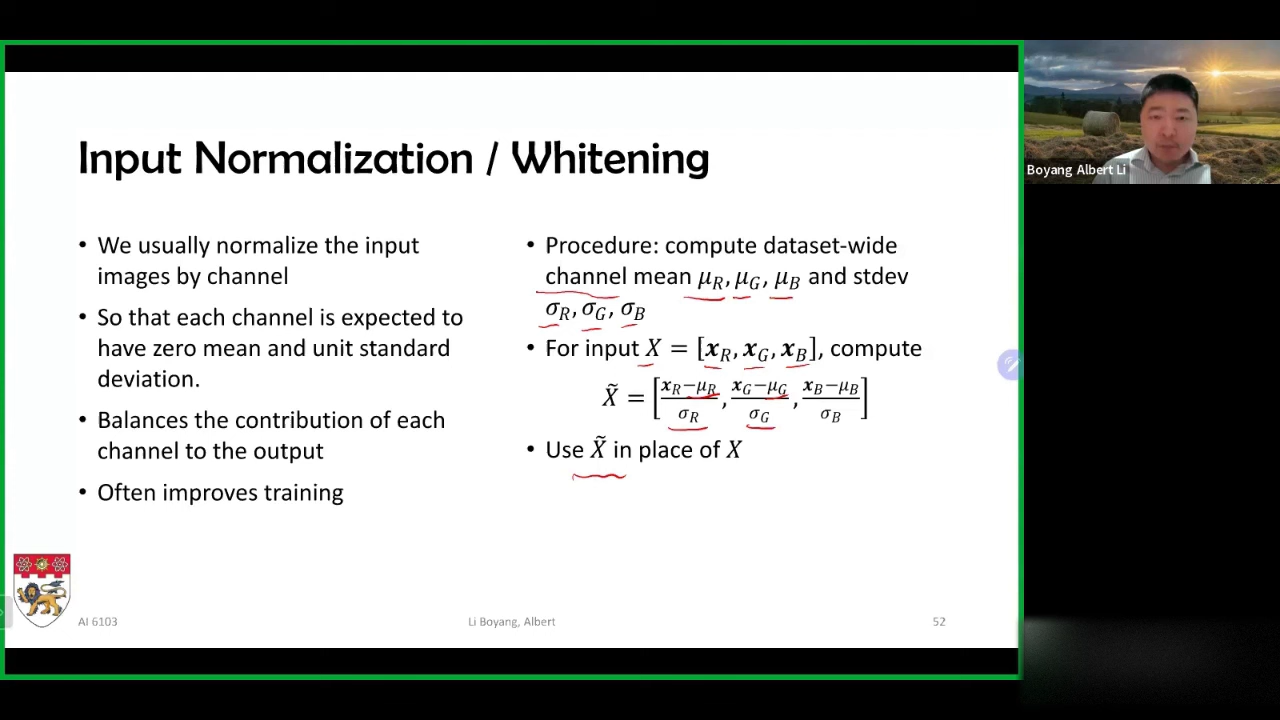 Input Normalization / Whitening
• We usually normalize the input
images by channel
• So that each channel is expected to
have zero mean and unit standard
deviation.
• Balances the contribution of each
channel to the output
• Often improves training
• Procedure: compute dataset-wide
channel mean μ_R, μ_G, μ_B and stdev
σ_R, σ_G, σ_B
• For input X = [x_R, x_G, x_B], compute
X̃ = [(x_R−μ_R)/σ_R, (x_G−μ_G)/σ_G, (x_B−μ_B)/σ_B]
• Use X̃ in place of X
AI 6103
Li Boyang, Albert
52
Boyang Albert Li